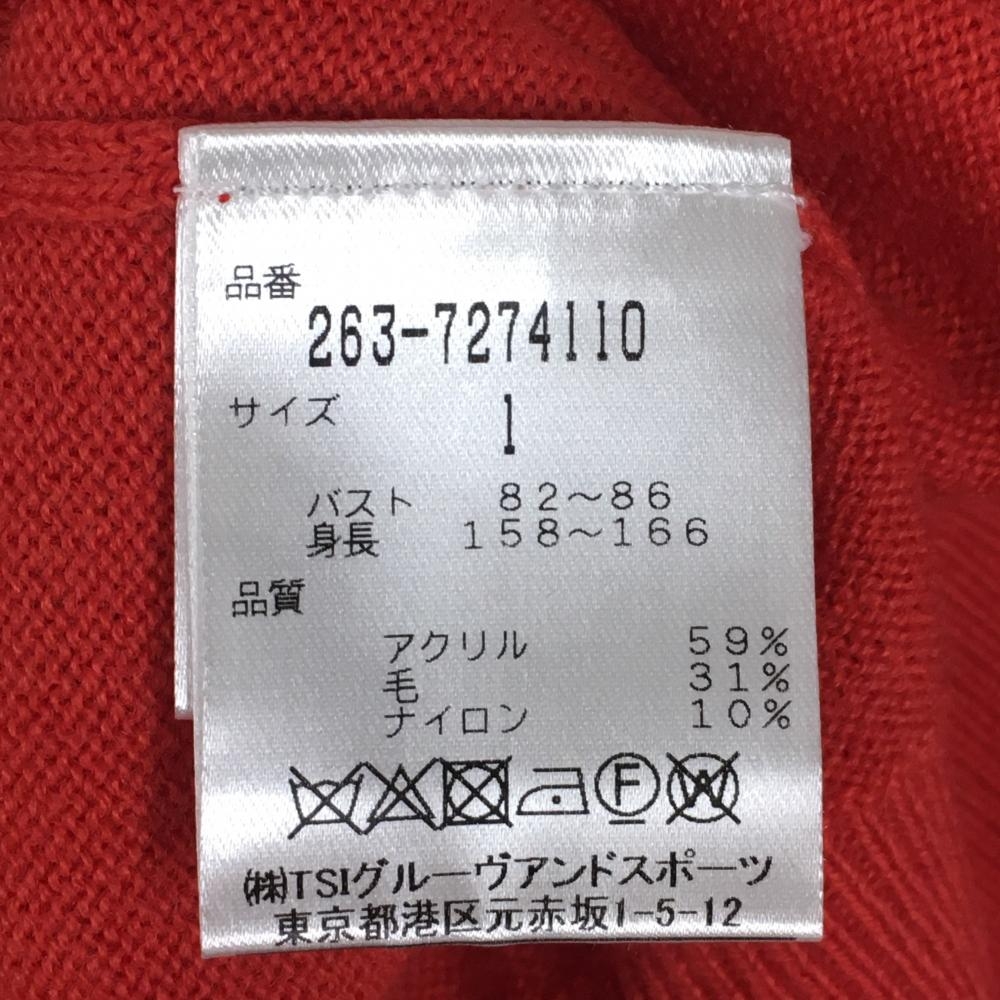 品番
263-7274110
サイズ 1
バスト 82～86
身長 158～166
品質
アクリル 59%
毛 31%
ナイロン 10%
F W
㈱TSIグルーヴアンドスポーツ
東京都港区元赤坂1-5-12